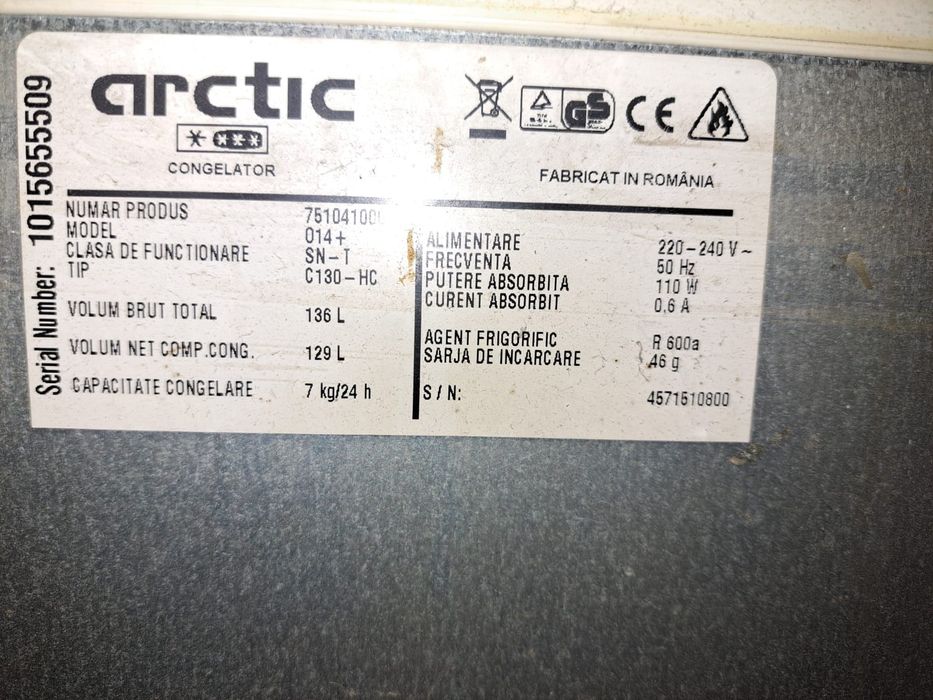 arctic
CONGELATOR
FABRICAT IN ROMÂNIA
Serial Number: 1015655509
NUMAR PRODUS
MODEL O14+
CLASA DE FUNCTIONARE SN-T
TIP C130-HC
VOLUM BRUT TOTAL 136 L
VOLUM NET COMP.CONG. 129 L
CAPACITATE CONGELARE 7 kg/24 h
ALIMENTARE 220-240 V~
FRECVENTA 50 Hz
PUTERE ABSORBITA 110 W
CURENT ABSORBIT 0,6 A
AGENT FRIGORIFIC R 600a
SARJA DE INCARCARE 46 g
S / N: 4571510800